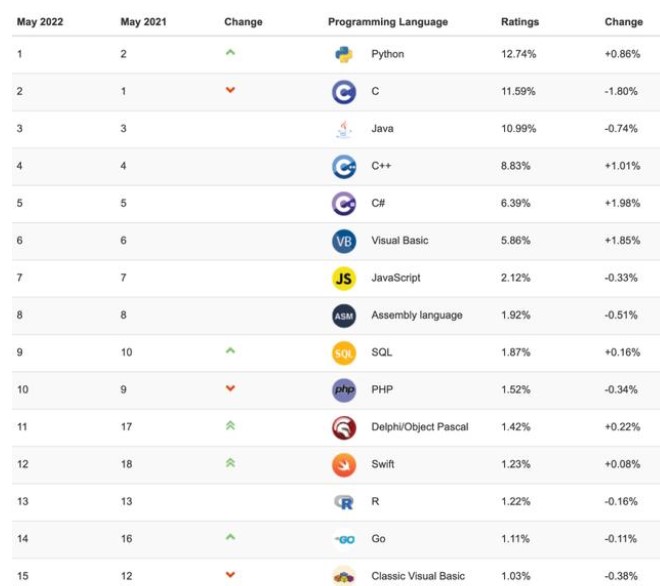 May 2022 May 2021 Change Programming Language Ratings Change
1 2 Python 12.74% +0.86%
2 1 C C 11.59% -1.80%
3 3 Java 10.99% -0.74%
4 4 C++ C++ 8.83% +1.01%
5 5 C C# 6.39% +1.98%
6 6 VB Visual Basic 5.86% +1.85%
7 7 JS JavaScript 2.12% -0.33%
8 8 ASM Assembly language 1.92% -0.51%
9 10 SQL SQL 1.87% +0.16%
10 9 php PHP 1.52% -0.34%
11 17 Delphi/Object Pascal 1.42% +0.22%
12 18 Swift 1.23% +0.08%
13 13 R R 1.22% -0.16%
14 16 GO Go 1.11% -0.11%
15 12 Classic Visual Basic 1.03% -0.38%